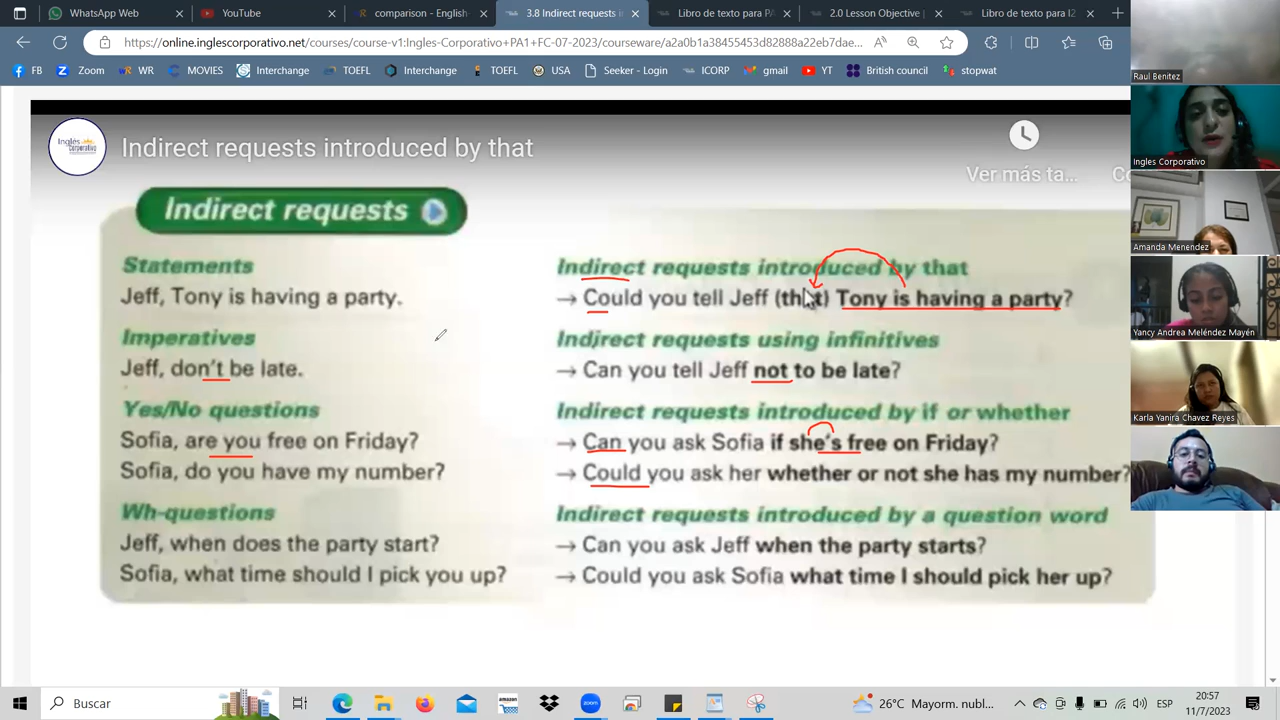 WhatsApp Web
YouTube
comparison - English
3.8 Indirect requests i
Libro de texto para PA
2.0 Lesson Objective |
Libro de texto para I2
https://online.inglescorporativo.net/courses/course-v1:Ingles-Corporativo+PA1+FC-07-2023/courseware/a2a0b1a38455453d82888a22eb7dae...
FB
Zoom
WR
MOVIES
Interchange
TOEFL
Interchange
TOEFL
USA
Seeker - Login
ICORP
gmail
YT
British council
stopwat
Raul Benitez
Ingles Corporativo
Amanda Menendez
Yancy Andrea Meléndez Mayén
Karla Yanira Chavez Reyes
Inglés
Corporativo
Indirect requests introduced by that
Ver más ta...
Indirect requests
Statements
Jeff, Tony is having a party.
Indirect requests introduced by that
→ Could you tell Jeff (that) Tony is having a party?
Imperatives
Jeff, don't be late.
Indirect requests using infinitives
→ Can you tell Jeff not to be late?
Yes/No questions
Sofia, are you free on Friday?
Sofia, do you have my number?
Indirect requests introduced by if or whether
→ Can you ask Sofia if she's free on Friday?
→ Could you ask her whether or not she has my number?
Wh-questions
Jeff, when does the party start?
Sofia, what time should I pick you up?
Indirect requests introduced by a question word
→ Can you ask Jeff when the party starts?
→ Could you ask Sofia what time I should pick her up?
Buscar
26°C Mayorm. nubl...
ESP
20:57
11/7/2023